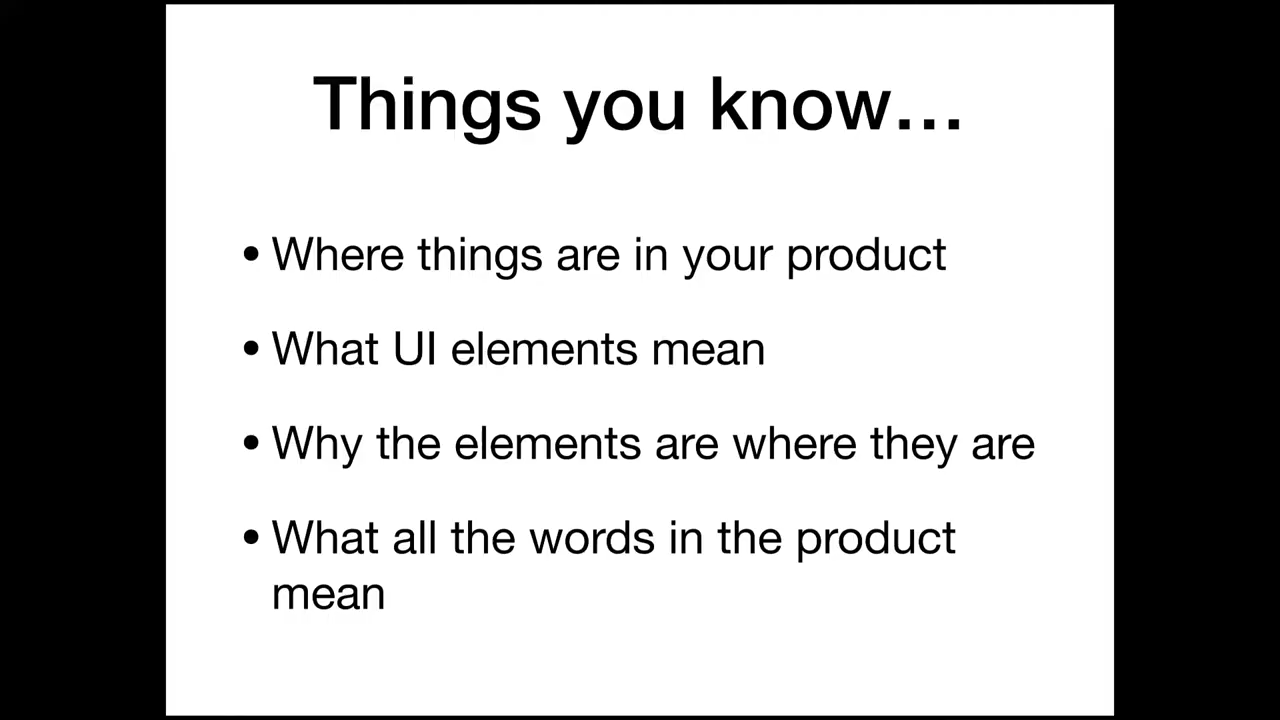 Things you know…
• Where things are in your product
• What UI elements mean
• Why the elements are where they are
• What all the words in the product
mean